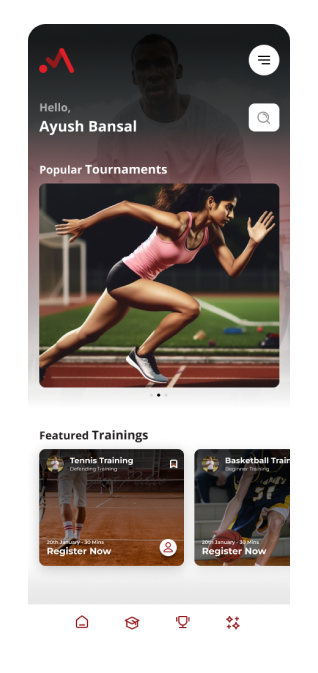 Hello,
Ayush Bansal
Popular Tournaments
Featured Trainings
Tennis Training
Defending Training
20th January - 30 Mins
Register Now
Basketball Train
Beginner Training
20th January - 30 Mins
Register Now